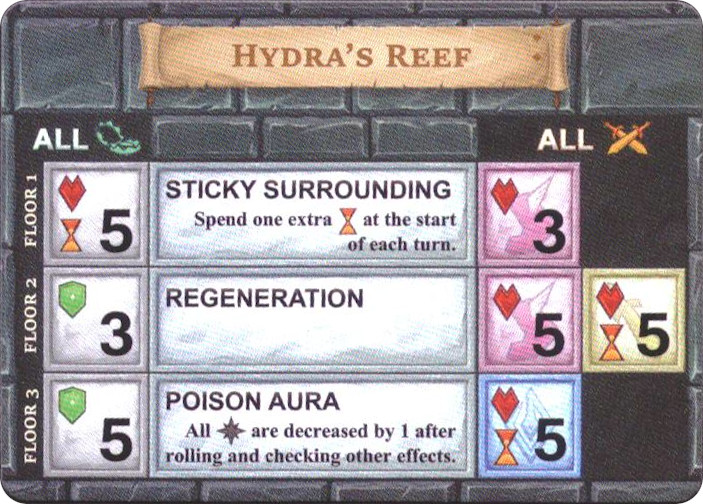 HYDRA'S REEF
ALL ALL
FLOOR 1
5
STICKY SURROUNDING
Spend one extra at the start
of each turn.
3
FLOOR 2
3
REGENERATION
5
5
FLOOR 3
5
POISON AURA
All are decreased by 1 after
rolling and checking other effects.
5